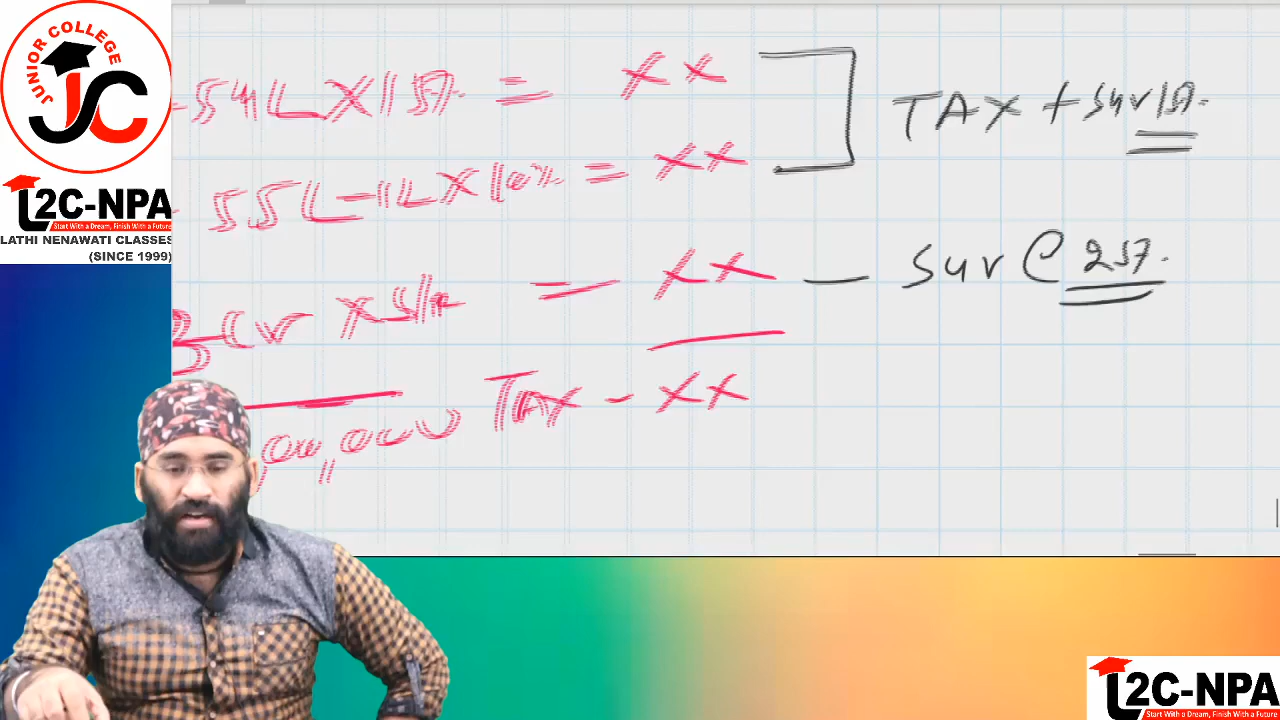 JUNIOR COLLEGE
JC
L2C-NPA
Start With a Dream, Finish With a Future
LATHI NENAWATI CLASSES
(SINCE 1999)
54L X 15%. = XX
55L - 1L X 10% = XX
TAX + Sur 15%.
3Cr X SlR = XX — Sur @ 25%.
TAX - XX
L2C-NPA
Start With a Dream, Finish With a Future